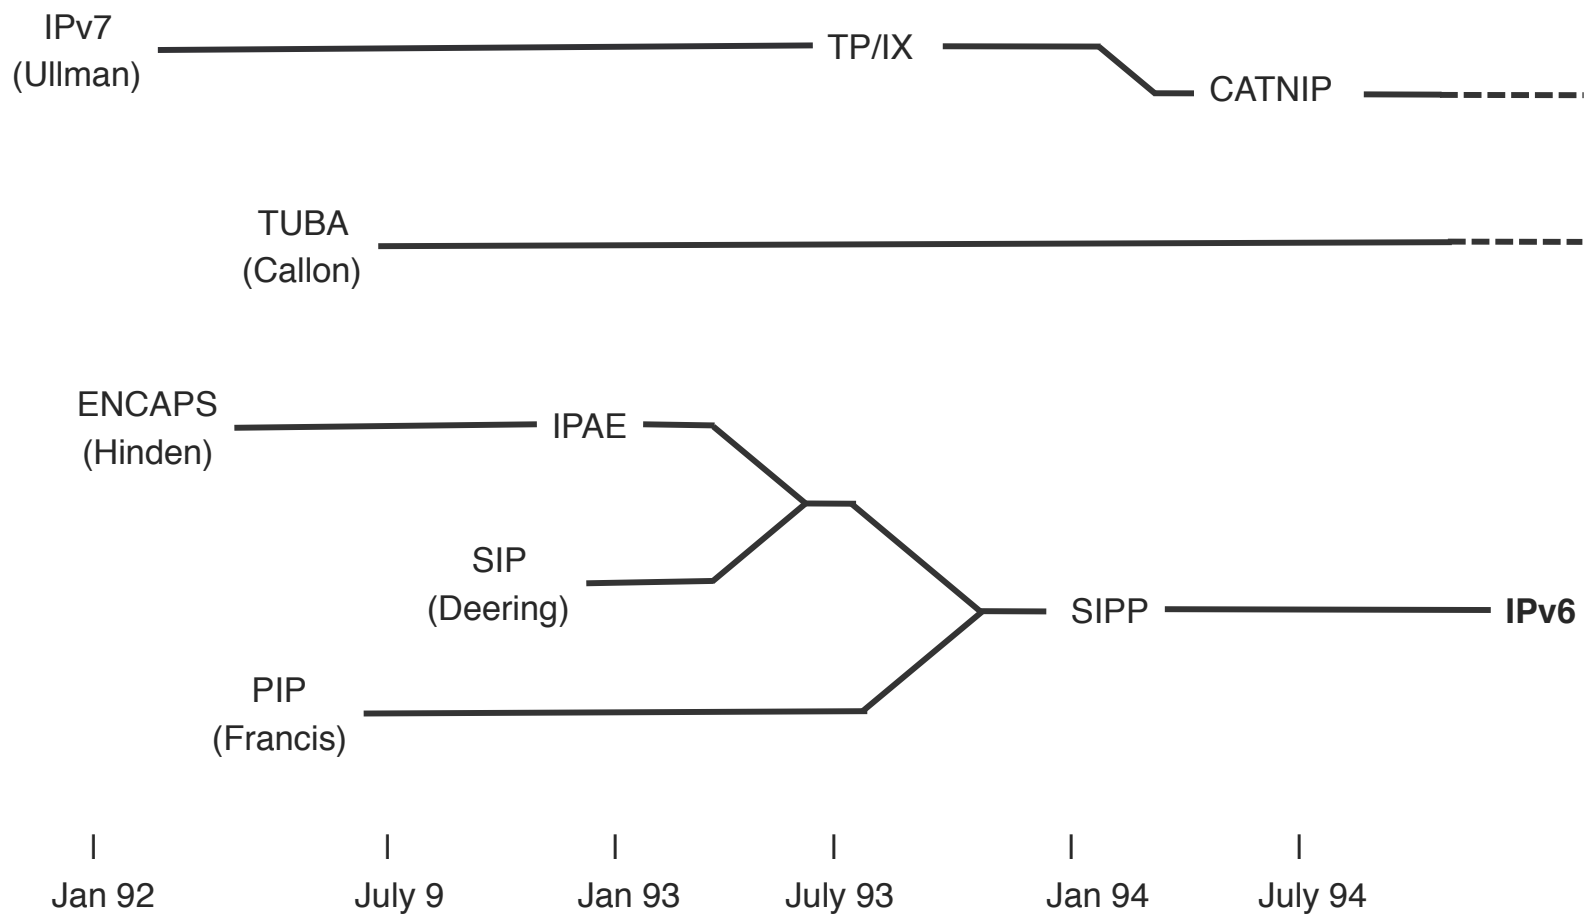 IPv7
(Ullman)
TP/IX
CATNIP
TUBA
(Callon)
ENCAPS
(Hinden)
IPAE
SIP
(Deering)
SIPP
IPv6
PIP
(Francis)
Jan 92
July 9
Jan 93
July 93
Jan 94
July 94